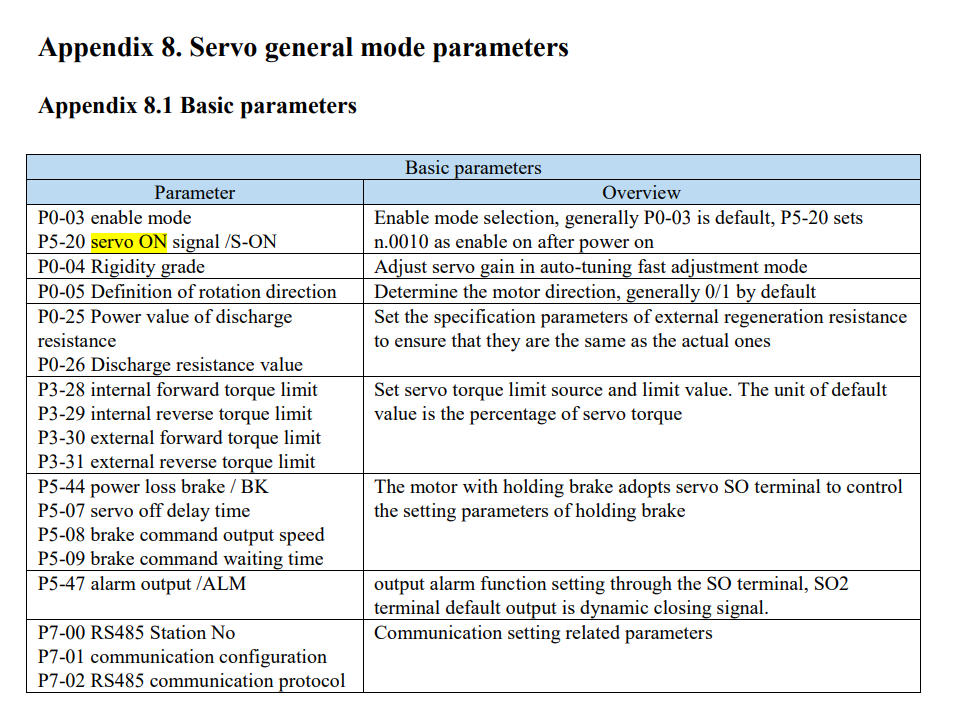 Appendix 8. Servo general mode parameters
Appendix 8.1 Basic parameters
Basic parameters
Parameter
Overview
P0-03 enable mode
P5-20 servo ON signal /S-ON
Enable mode selection, generally P0-03 is default, P5-20 sets
n.0010 as enable on after power on
P0-04 Rigidity grade
Adjust servo gain in auto-tuning fast adjustment mode
P0-05 Definition of rotation direction
Determine the motor direction, generally 0/1 by default
P0-25 Power value of discharge
resistance
P0-26 Discharge resistance value
Set the specification parameters of external regeneration resistance
to ensure that they are the same as the actual ones
P3-28 internal forward torque limit
P3-29 internal reverse torque limit
P3-30 external forward torque limit
P3-31 external reverse torque limit
Set servo torque limit source and limit value. The unit of default
value is the percentage of servo torque
P5-44 power loss brake / BK
P5-07 servo off delay time
P5-08 brake command output speed
P5-09 brake command waiting time
The motor with holding brake adopts servo SO terminal to control
the setting parameters of holding brake
P5-47 alarm output /ALM
output alarm function setting through the SO terminal, SO2
terminal default output is dynamic closing signal.
P7-00 RS485 Station No
P7-01 communication configuration
P7-02 RS485 communication protocol
Communication setting related parameters